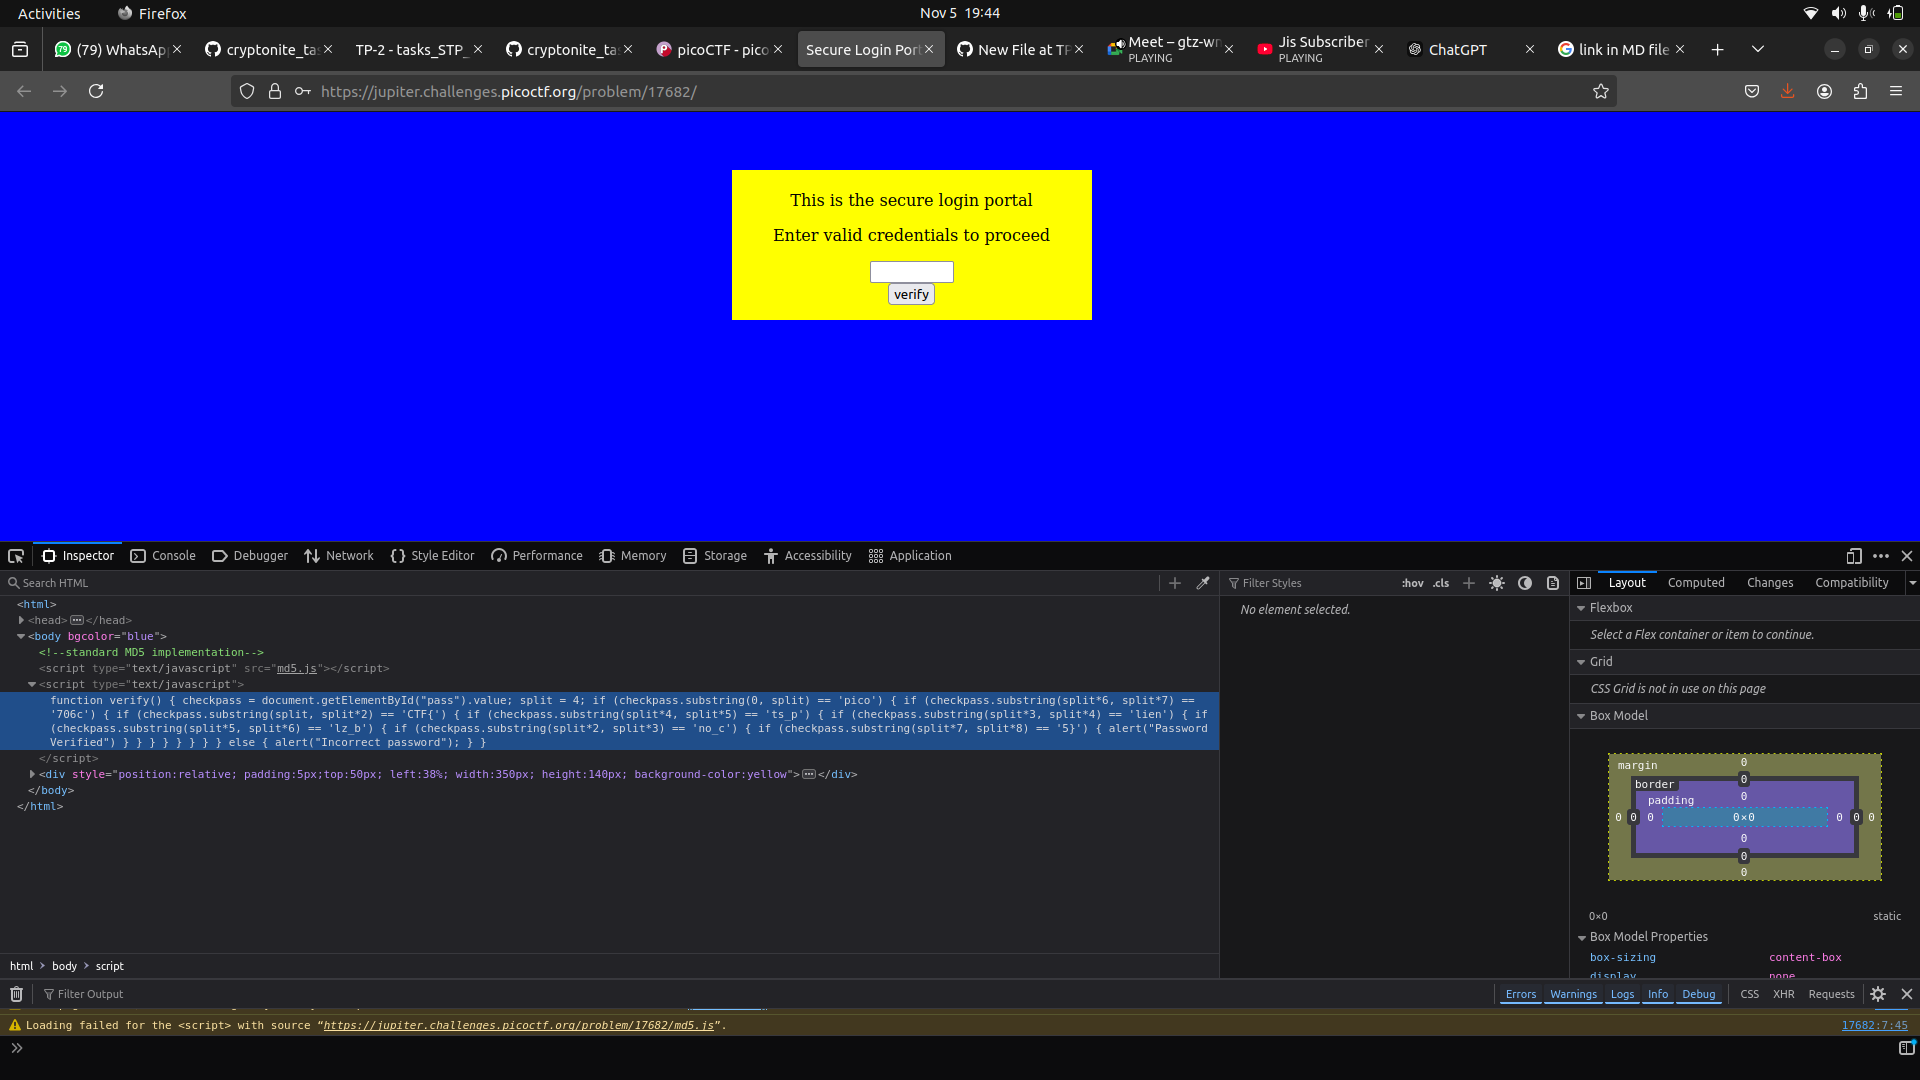 Activities Firefox Nov 5 19:44
(79) WhatsApp cryptonite_ta TP-2 - tasks_STP_ cryptonite_ta picoCTF - pico Secure Login Port New File at TP Meet – gtz-wn PLAYING Jis Subscriber PLAYING ChatGPT link in MD file
https://jupiter.challenges.picoctf.org/problem/17682/
This is the secure login portal
Enter valid credentials to proceed
verify
Inspector Console Debugger Network Style Editor Performance Memory Storage Accessibility Application
Search HTML
<html>
<head></head>
<body bgcolor="blue">
<!--standard MD5 implementation-->
<script type="text/javascript" src="md5.js"></script>
<script type="text/javascript">
function verify() { checkpass = document.getElementById("pass").value; split = 4; if (checkpass.substring(0, split) == 'pico') { if (checkpass.substring(split*6, split*7) ==
'706c') { if (checkpass.substring(split, split*2) == 'CTF{') { if (checkpass.substring(split*4, split*5) == 'ts_p') { if (checkpass.substring(split*3, split*4) == 'lien') { if
(checkpass.substring(split*5, split*6) == 'lz_b') { if (checkpass.substring(split*2, split*3) == 'no_c') { if (checkpass.substring(split*7, split*8) == '5}') { alert("Password
Verified") } } } } } } } } else { alert("Incorrect password"); } }
</script>
<div style="position:relative; padding:5px;top:50px; left:38%; width:350px; height:140px; background-color:yellow"></div>
</body>
</html>
html body script
Filter Styles :hov .cls
No element selected.
Layout Computed Changes Compatibility
Flexbox
Select a Flex container or item to continue.
Grid
CSS Grid is not in use on this page
Box Model
margin 0
border 0
padding 0
0 0 0 0×0 0 0 0
0
0
0
0×0 static
Box Model Properties
box-sizing content-box
display none
Filter Output Errors Warnings Logs Info Debug CSS XHR Requests
Loading failed for the <script> with source “https://jupiter.challenges.picoctf.org/problem/17682/md5.js”. 17682:7:45